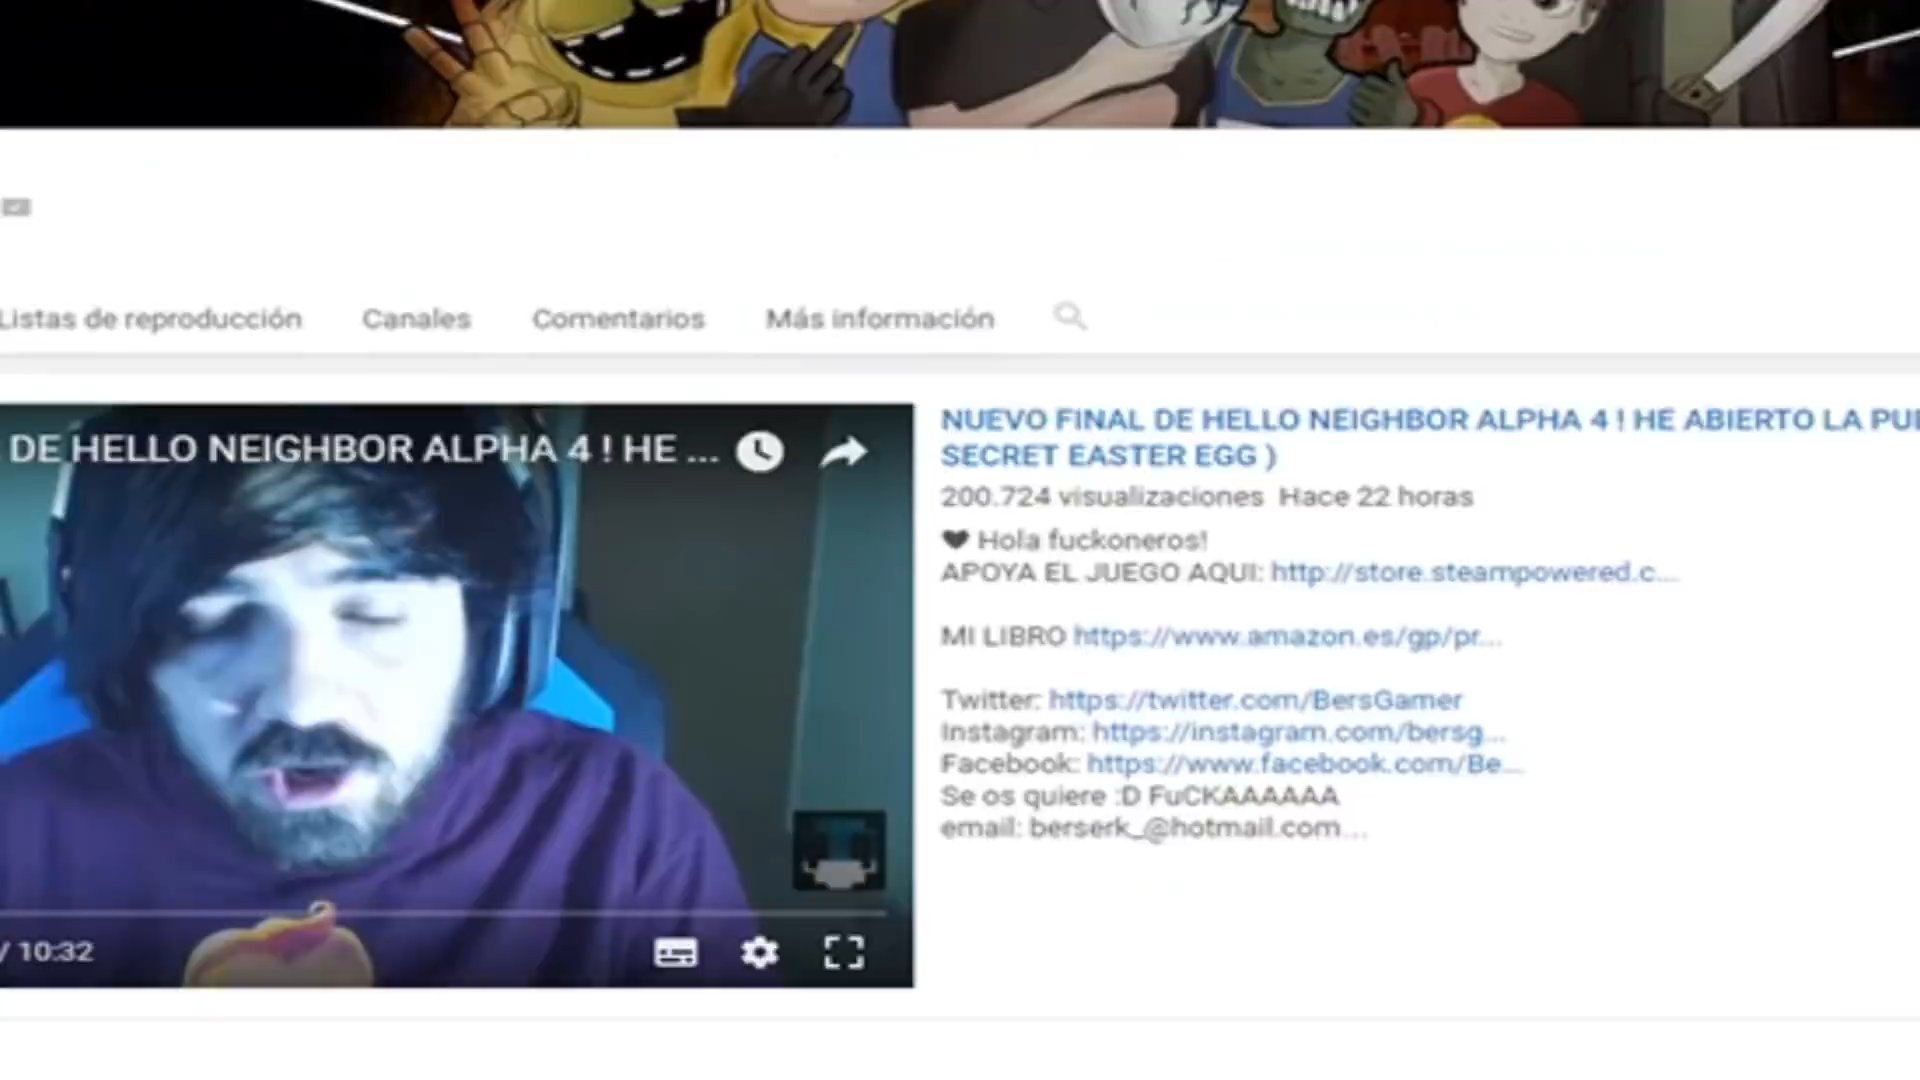 Listas de reproducción
Canales
Comentarios
Más información
DE HELLO NEIGHBOR ALPHA 4 ! HE ...
NUEVO FINAL DE HELLO NEIGHBOR ALPHA 4 ! HE ABIERTO LA PUE
SECRET EASTER EGG )
200.724 visualizaciones Hace 22 horas
♥ Hola fuckoneros!
APOYA EL JUEGO AQUI: http://store.steampowered.c...
MI LIBRO https://www.amazon.es/gp/pr...
Twitter: https://twitter.com/BersGamer
Instagram: https://instagram.com/bersg...
Facebook: https://www.facebook.com/Be...
Se os quiere :D FuCKAAAAAA
email: berserk_@hotmail.com...
/ 10:32